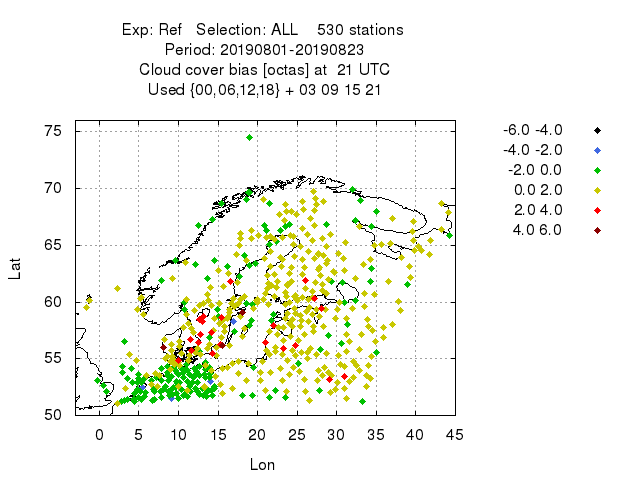 Exp: Ref   Selection: ALL    530 stations
Period: 20190801-20190823
Cloud cover bias [octas] at  21 UTC
Used {00,06,12,18} + 03 09 15 21
-6.0 -4.0
-4.0 -2.0
-2.0 0.0
0.0 2.0
2.0 4.0
4.0 6.0
75
70
65
60
55
50
Lat
0 5 10 15 20 25 30 35 40 45
Lon